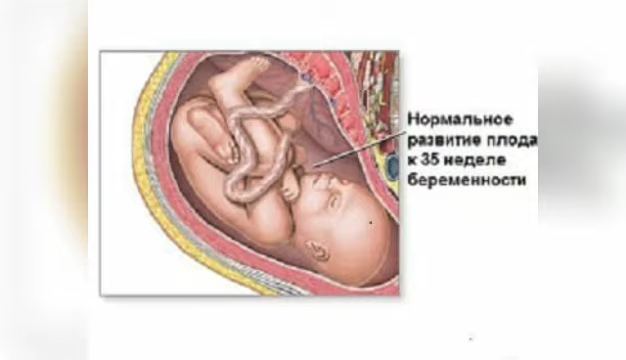 Нормальное
развитие плода
к 35 неделе
беременности